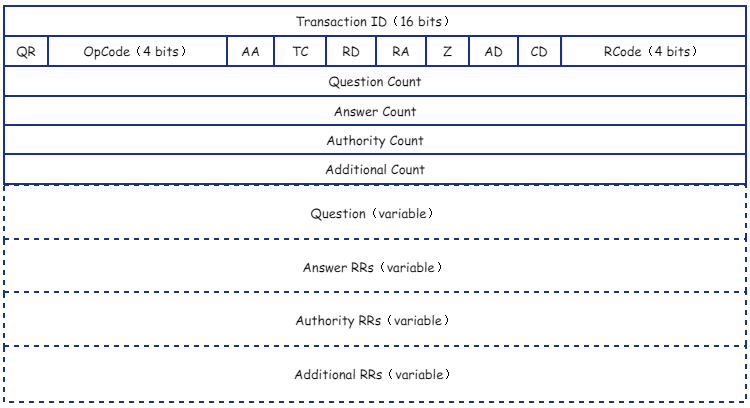 Transaction ID（16 bits）
QR OpCode（4 bits） AA TC RD RA Z AD CD RCode（4 bits）
Question Count
Answer Count
Authority Count
Additional Count
Question（variable）
Answer RRs（variable）
Authority RRs（variable）
Additional RRs（variable）